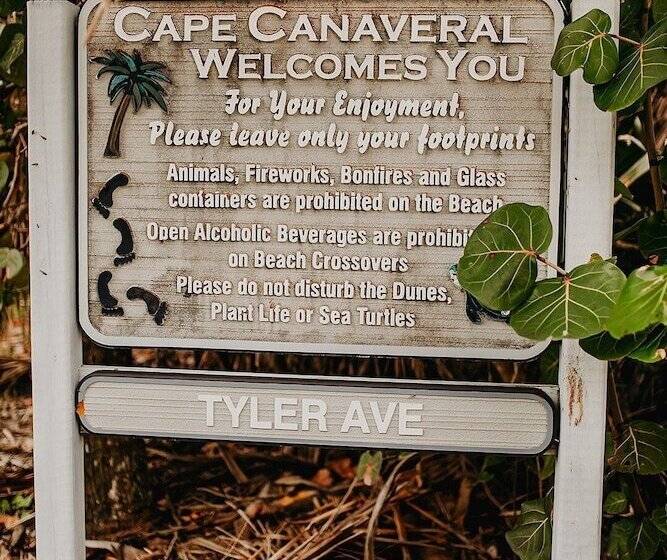 CAPE CANAVERAL
WELCOMES YOU
For Your Enjoyment,
Please leave only your footprints
Animals, Fireworks, Bonfires and Glass
containers are prohibited on the Beach
Open Alcoholic Beverages are prohibi
on Beach Crossovers
Please do not disturb the Dunes,
Plant Life or Sea Turtles
TYLER AVE